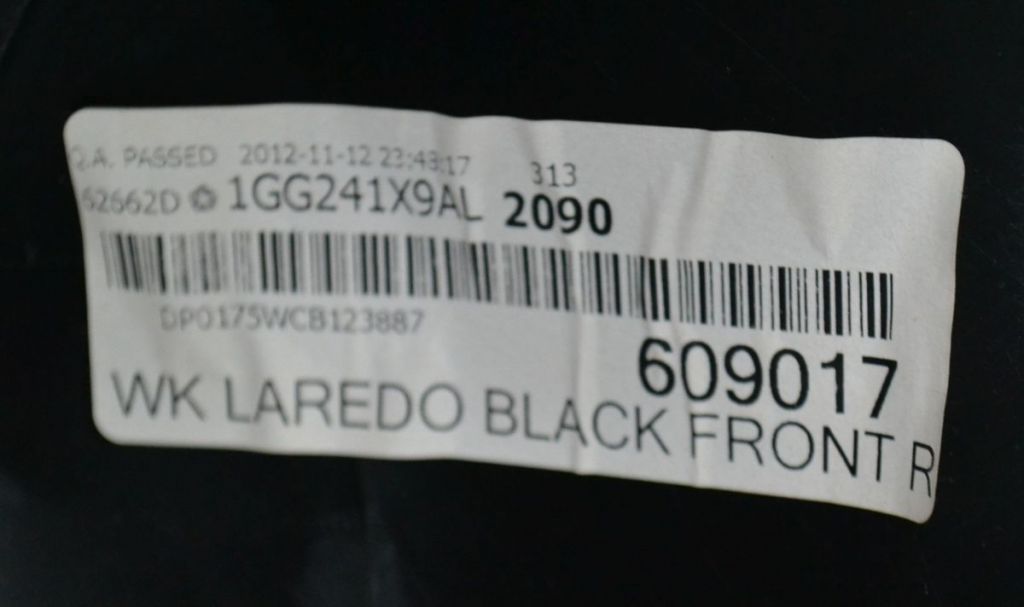 Q.A. PASSED 2012-11-12 23:43:17 313
62662D 1GG241X9AL 2090
DP0175WCB123887
609017
WK LAREDO BLACK FRONT R